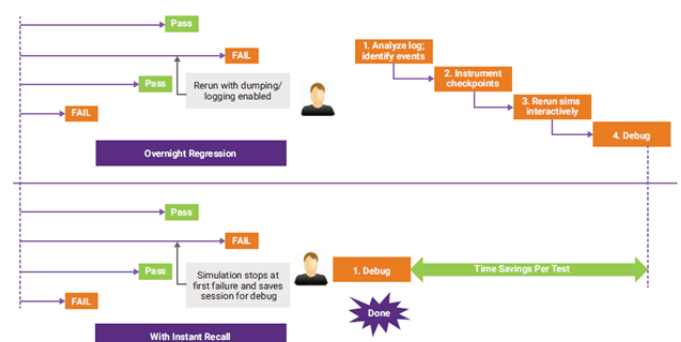 Pass
FAIL
1. Analyze log;
identify events
Pass
Rerun with dumping/
logging enabled
2. Instrument
checkpoints
FAIL
3. Rerun sims
interactively
4. Debug
Overnight Regression
Pass
FAIL
Pass
Simulation stops at
first failure and saves
session for debug
1. Debug
Time Savings Per Test
FAIL
Done
With Instant Recall